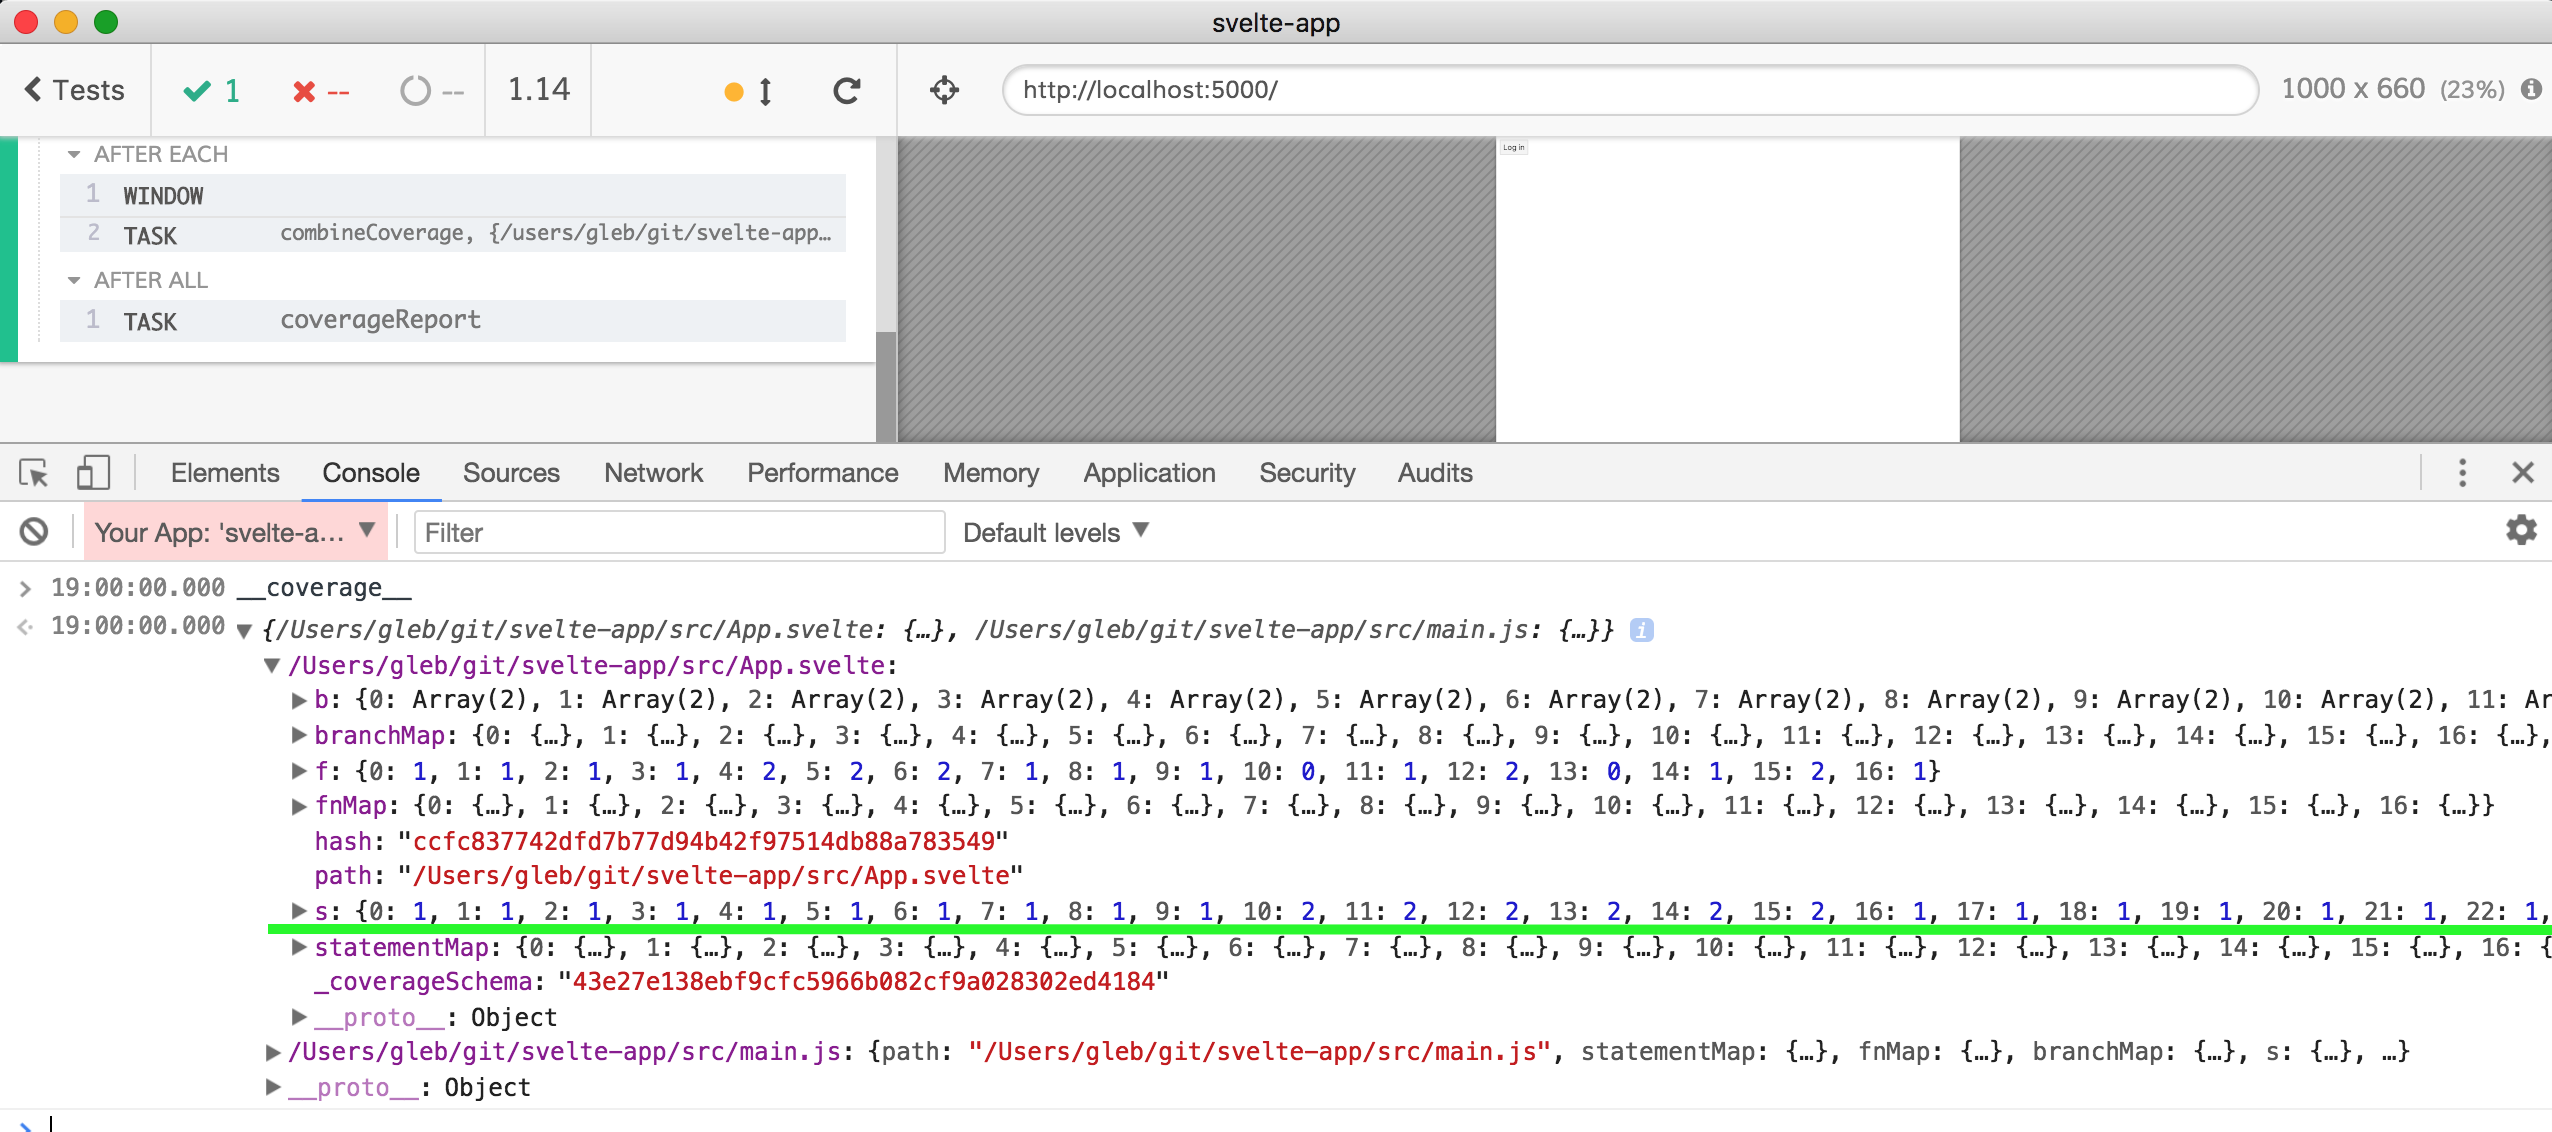 svelte-app
Tests 1 -- -- 1.14 http://localhost:5000/ 1000 x 660 (23%)
AFTER EACH
1 WINDOW
2 TASK combineCoverage, {/users/gleb/git/svelte-app…
AFTER ALL
1 TASK coverageReport
Log in
Elements Console Sources Network Performance Memory Application Security Audits
Your App: 'svelte-a… Filter Default levels
19:00:00.000 __coverage__
19:00:00.000 {/Users/gleb/git/svelte-app/src/App.svelte: {…}, /Users/gleb/git/svelte-app/src/main.js: {…}}
/Users/gleb/git/svelte-app/src/App.svelte:
b: {0: Array(2), 1: Array(2), 2: Array(2), 3: Array(2), 4: Array(2), 5: Array(2), 6: Array(2), 7: Array(2), 8: Array(2), 9: Array(2), 10: Array(2), 11: Ar
branchMap: {0: {…}, 1: {…}, 2: {…}, 3: {…}, 4: {…}, 5: {…}, 6: {…}, 7: {…}, 8: {…}, 9: {…}, 10: {…}, 11: {…}, 12: {…}, 13: {…}, 14: {…}, 15: {…}, 16: {…},
f: {0: 1, 1: 1, 2: 1, 3: 1, 4: 2, 5: 2, 6: 2, 7: 1, 8: 1, 9: 1, 10: 0, 11: 1, 12: 2, 13: 0, 14: 1, 15: 2, 16: 1}
fnMap: {0: {…}, 1: {…}, 2: {…}, 3: {…}, 4: {…}, 5: {…}, 6: {…}, 7: {…}, 8: {…}, 9: {…}, 10: {…}, 11: {…}, 12: {…}, 13: {…}, 14: {…}, 15: {…}, 16: {…}}
hash: "ccfc837742dfd7b77d94b42f97514db88a783549"
path: "/Users/gleb/git/svelte-app/src/App.svelte"
s: {0: 1, 1: 1, 2: 1, 3: 1, 4: 1, 5: 1, 6: 1, 7: 1, 8: 1, 9: 1, 10: 2, 11: 2, 12: 2, 13: 2, 14: 2, 15: 2, 16: 1, 17: 1, 18: 1, 19: 1, 20: 1, 21: 1, 22: 1,
statementMap: {0: {…}, 1: {…}, 2: {…}, 3: {…}, 4: {…}, 5: {…}, 6: {…}, 7: {…}, 8: {…}, 9: {…}, 10: {…}, 11: {…}, 12: {…}, 13: {…}, 14: {…}, 15: {…}, 16: {
_coverageSchema: "43e27e138ebf9cfc5966b082cf9a028302ed4184"
__proto__: Object
/Users/gleb/git/svelte-app/src/main.js: {path: "/Users/gleb/git/svelte-app/src/main.js", statementMap: {…}, fnMap: {…}, branchMap: {…}, s: {…}, …}
__proto__: Object